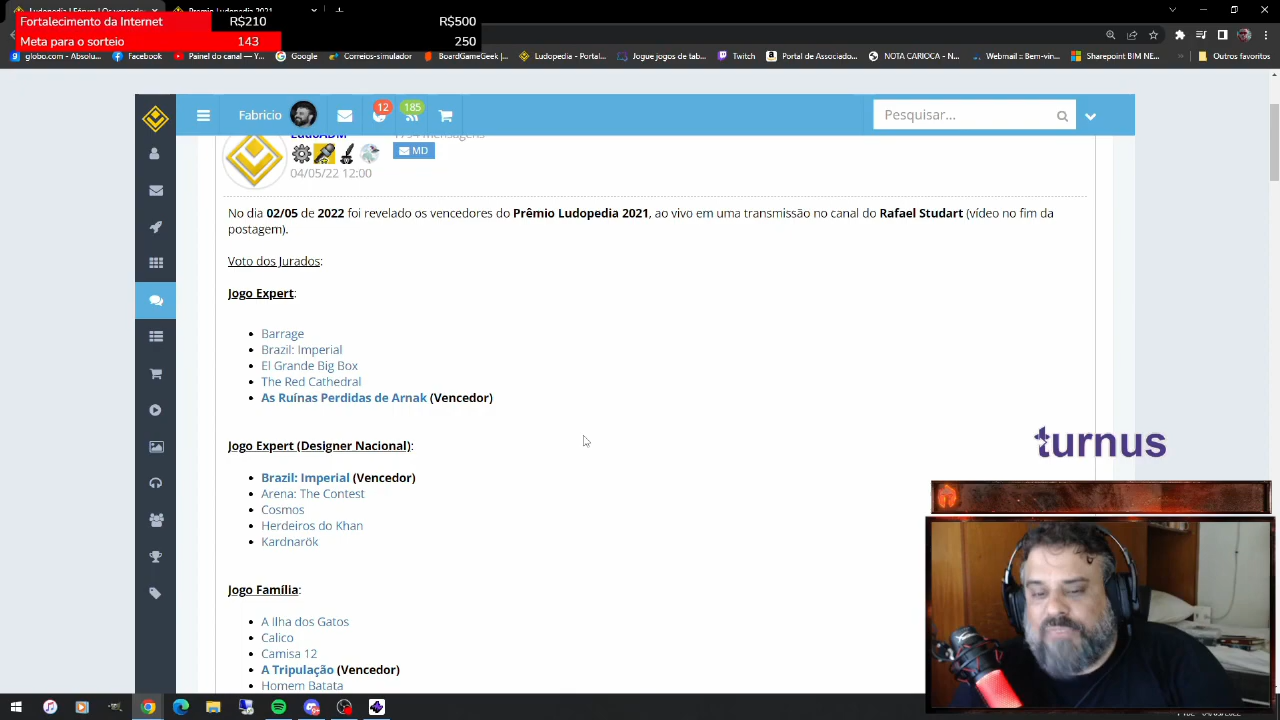 Fortalecimento da Internet R$210 R$500
Meta para o sorteio 143 250
globo.com - Absolu... Facebook Painel do canal — Y... Google Correios-simulador BoardGameGeek Ludopedia - Portal... Jogue jogos de tab... Twitch Portal de Associado... NOTA CARIOCA – No... .. Webmail :: Bem-vin... Sharepoint BIM NE... Outros favoritos
Fabricio 12 185 Pesquisar...
LudoADM
mensagens
MD
04/05/22 12:00
No dia 02/05 de 2022 foi revelado os vencedores do Prêmio Ludopedia 2021, ao vivo em uma transmissão no canal do Rafael Studart (vídeo no fim da
postagem).
Voto dos Jurados:
Jogo Expert:
Barrage
Brazil: Imperial
El Grande Big Box
The Red Cathedral
As Ruínas Perdidas de Arnak (Vencedor)
Jogo Expert (Designer Nacional):
Brazil: Imperial (Vencedor)
Arena: The Contest
Cosmos
Herdeiros do Khan
Kardnarök
turnus
Jogo Família:
A Ilha dos Gatos
Calico
Camisa 12
A Tripulação (Vencedor)
Homem Batata